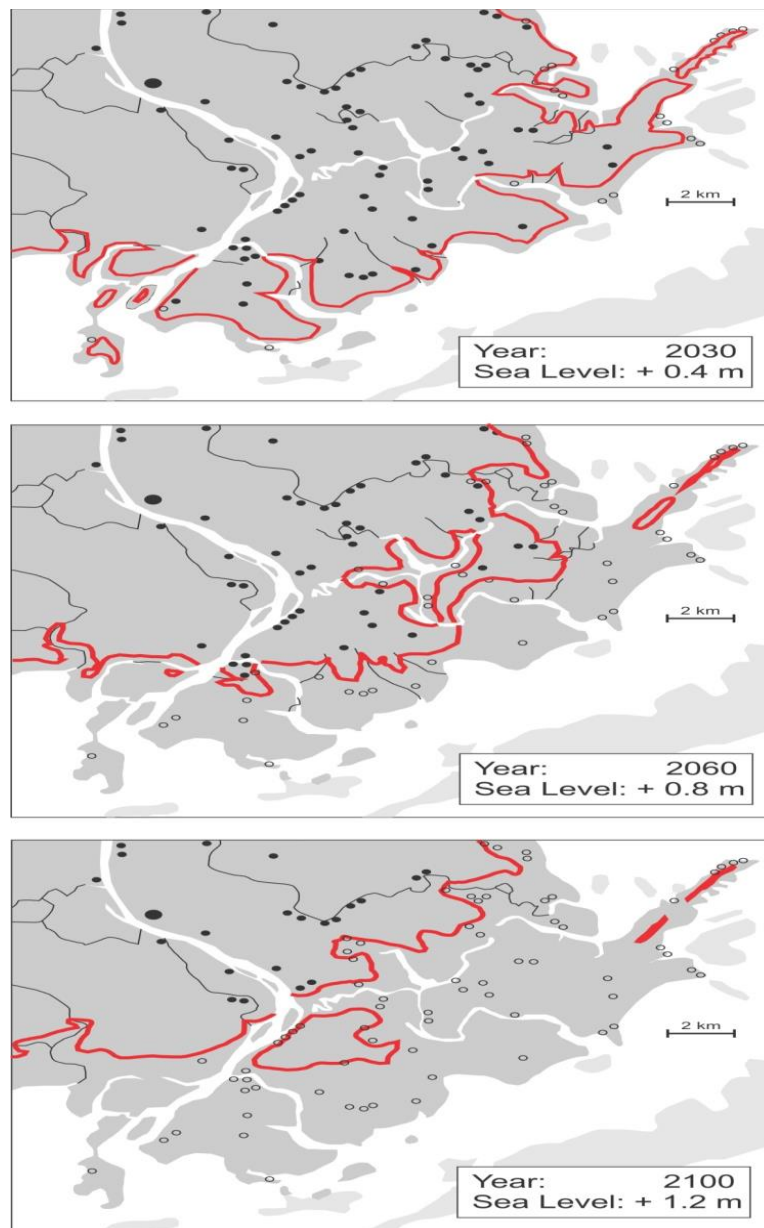 2 km
Year: 2030
Sea Level: + 0.4 m
2 km
Year: 2060
Sea Level: + 0.8 m
2 km
Year: 2100
Sea Level: + 1.2 m